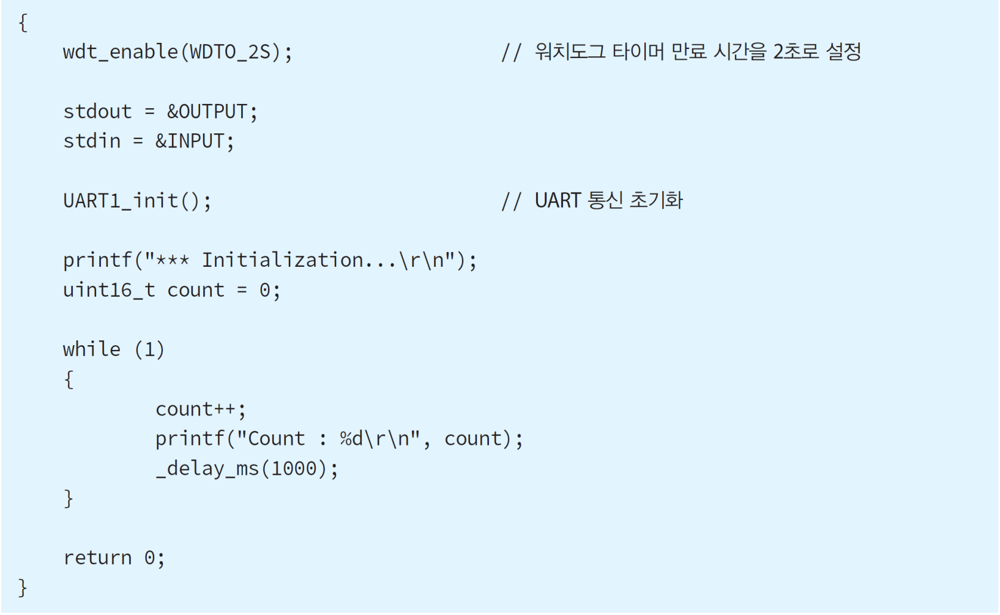 {
    wdt_enable(WDTO_2S);                  // 워치도그 타이머 만료 시간을 2초로 설정

    stdout = &OUTPUT;
    stdin = &INPUT;

    UART1_init();                         // UART 통신 초기화

    printf("*** Initialization...\r\n");
    uint16_t count = 0;

    while (1)
    {
            count++;
            printf("Count : %d\r\n", count);
            _delay_ms(1000);
    }

    return 0;
}